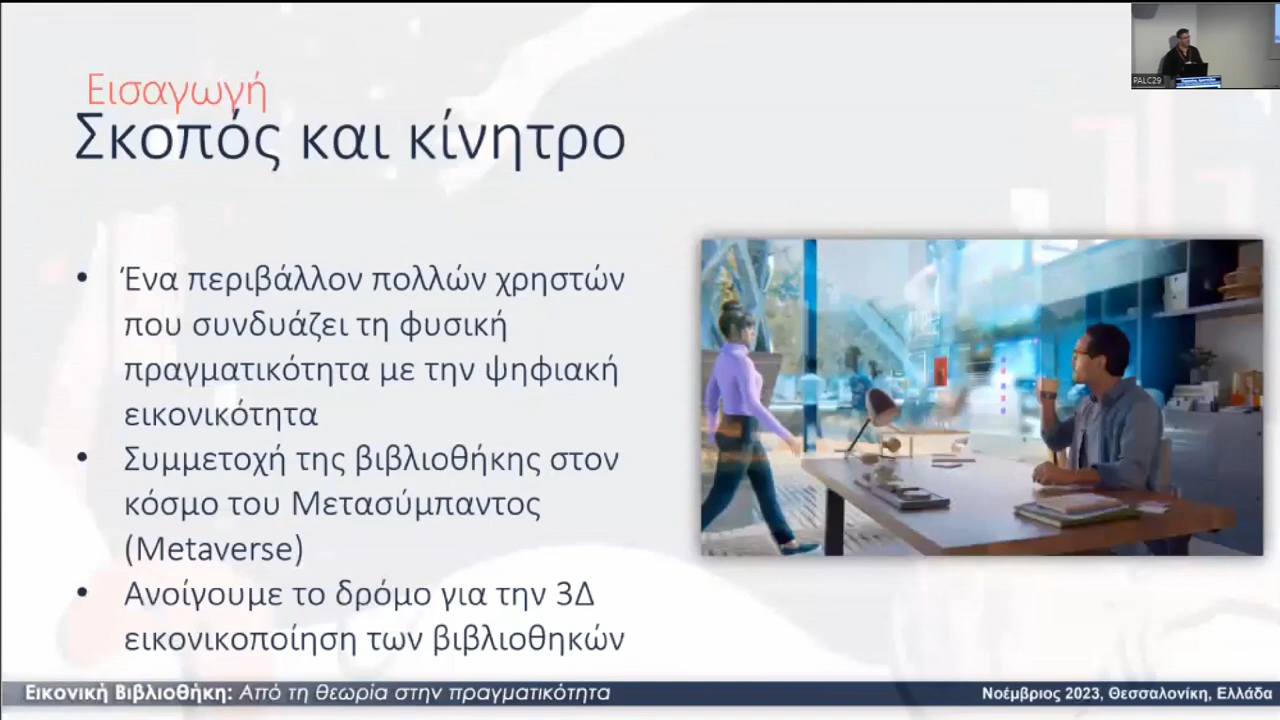 Εισαγωγή
Σκοπός και κίνητρο
• Ένα περιβάλλον πολλών χρηστών
που συνδυάζει τη φυσική
πραγματικότητα με την ψηφιακή
εικονικότητα
• Συμμετοχή της βιβλιοθήκης στον
κόσμο του Μετασύμπαντος
(Metaverse)
• Ανοίγουμε το δρόμο για την 3Δ
εικονικοποίηση των βιβλιοθηκών
Εικονική Βιβλιοθήκη: Από τη θεωρία στην πραγματικότητα
Νοέμβριος 2023, Θεσσαλονίκη, Ελλάδα
PALC29